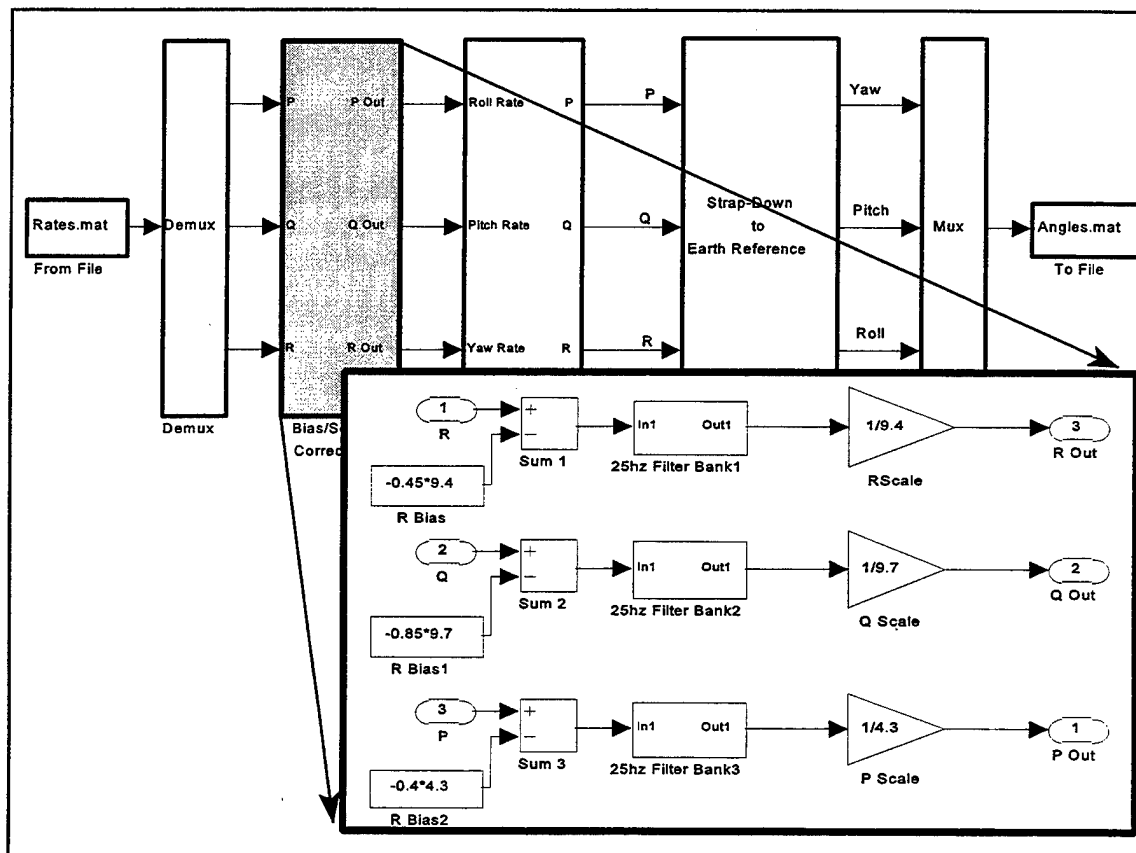 P P Out Roll Rate P P Yaw
Rates.mat Demux Q Q Out Pitch Rate Q Q Strap-Down
to
Earth Reference Pitch Mux Angles.mat
From File To File
R R Out Yaw Rate R R Roll
Demux Bias/Sc
Correc
1
R
+
−
Sum 1
In1 Out1
25hz Filter Bank1
1/9.4
RScale
3
R Out
-0.45*9.4
R Bias
2
Q
+
−
Sum 2
In1 Out1
25hz Filter Bank2
1/9.7
Q Scale
2
Q Out
-0.85*9.7
R Bias1
3
P
+
−
Sum 3
In1 Out1
25hz Filter Bank3
1/4.3
P Scale
1
P Out
-0.4*4.3
R Bias2